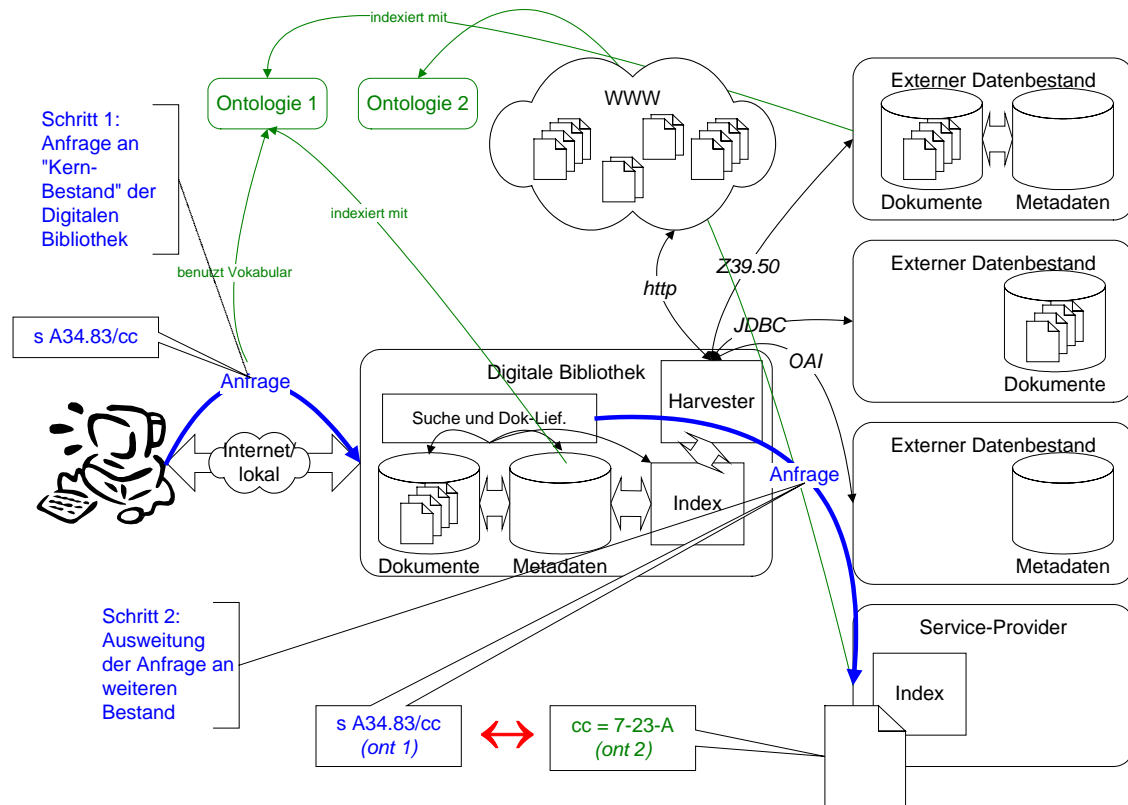 indexiert mit
Ontologie 1
Ontologie 2
WWW
Externer Datenbestand
Dokumente
Metadaten
Schritt 1:
Anfrage an
"Kern-
Bestand" der
Digitalen
Bibliothek
indexiert mit
benutzt Vokabular
http
Z39.50
JDBC
OAI
Externer Datenbestand
Dokumente
s A34.83/cc
Anfrage
Internet/
lokal
Digitale Bibliothek
Suche und Dok-Lief.
Harvester
Index
Dokumente
Metadaten
Anfrage
Externer Datenbestand
Metadaten
Schritt 2:
Ausweitung
der Anfrage an
weiteren
Bestand
s A34.83/cc
(ont 1)
cc = 7-23-A
(ont 2)
Service-Provider
Index